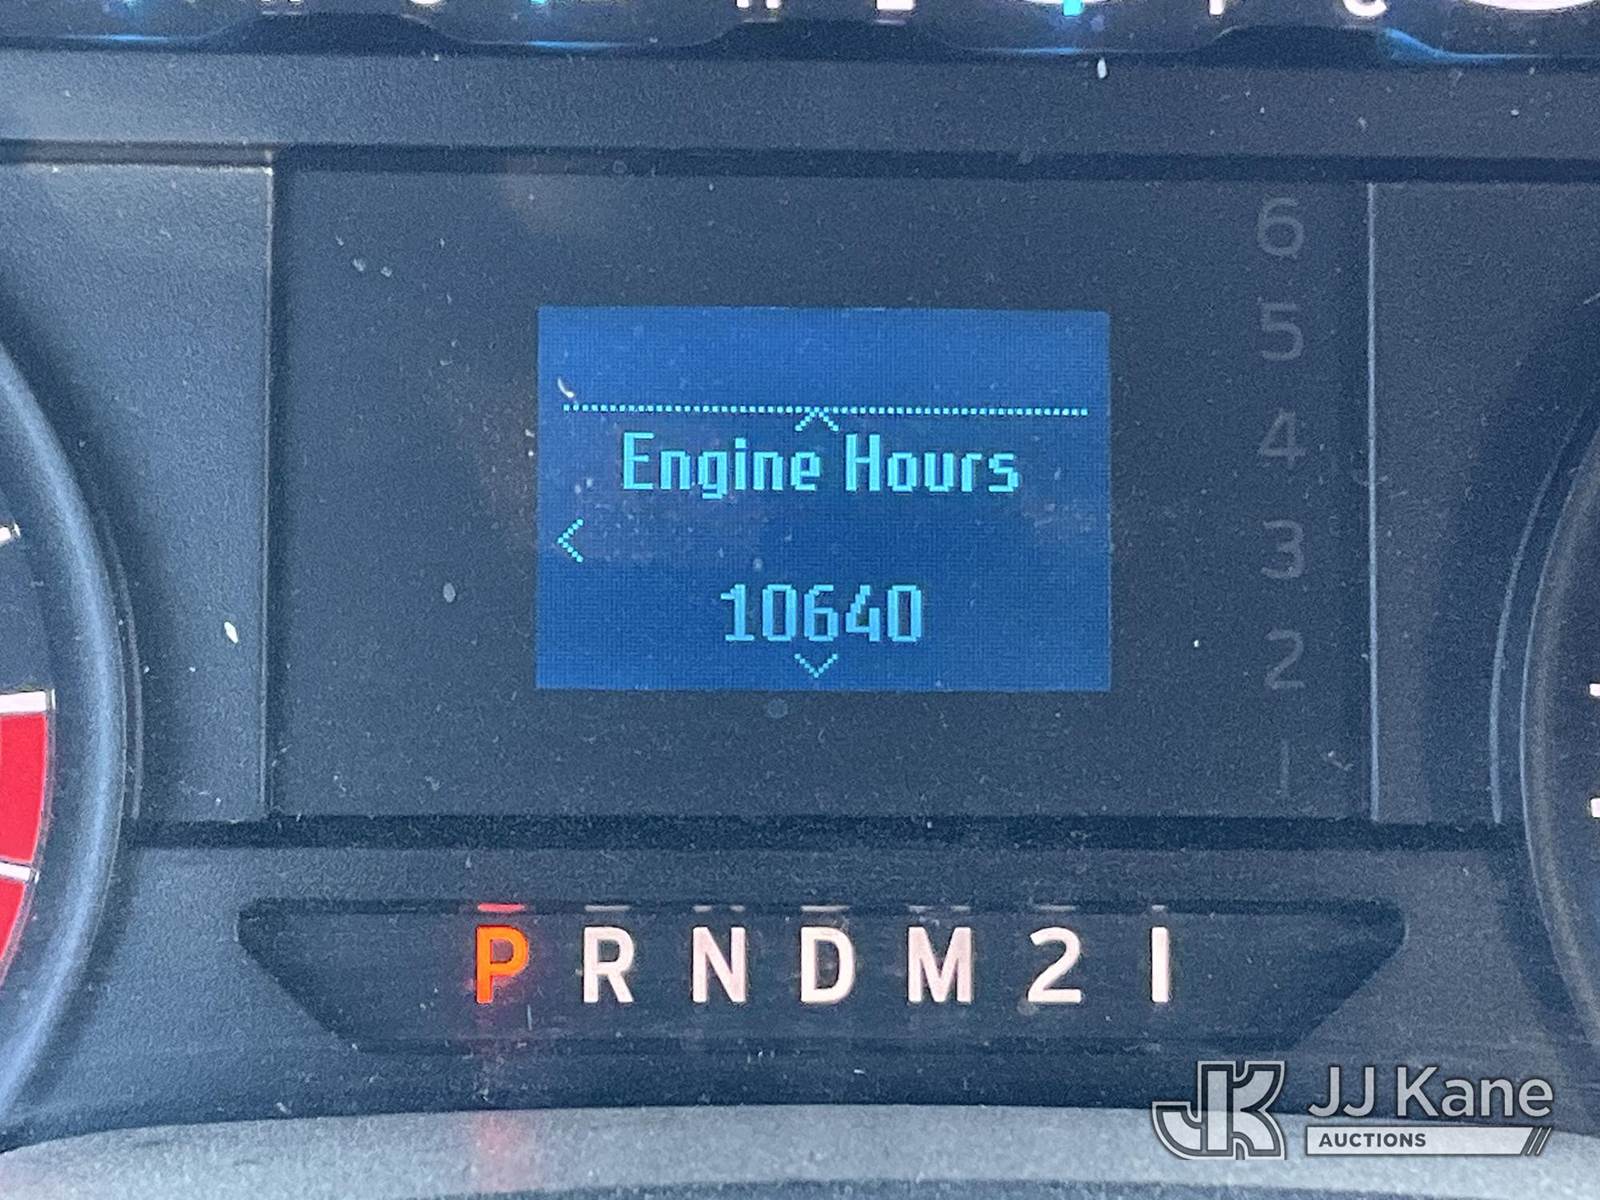 6
5
4
Engine Hours
3
10640
2
1
P R N D M 2 1
JJ Kane
AUCTIONS